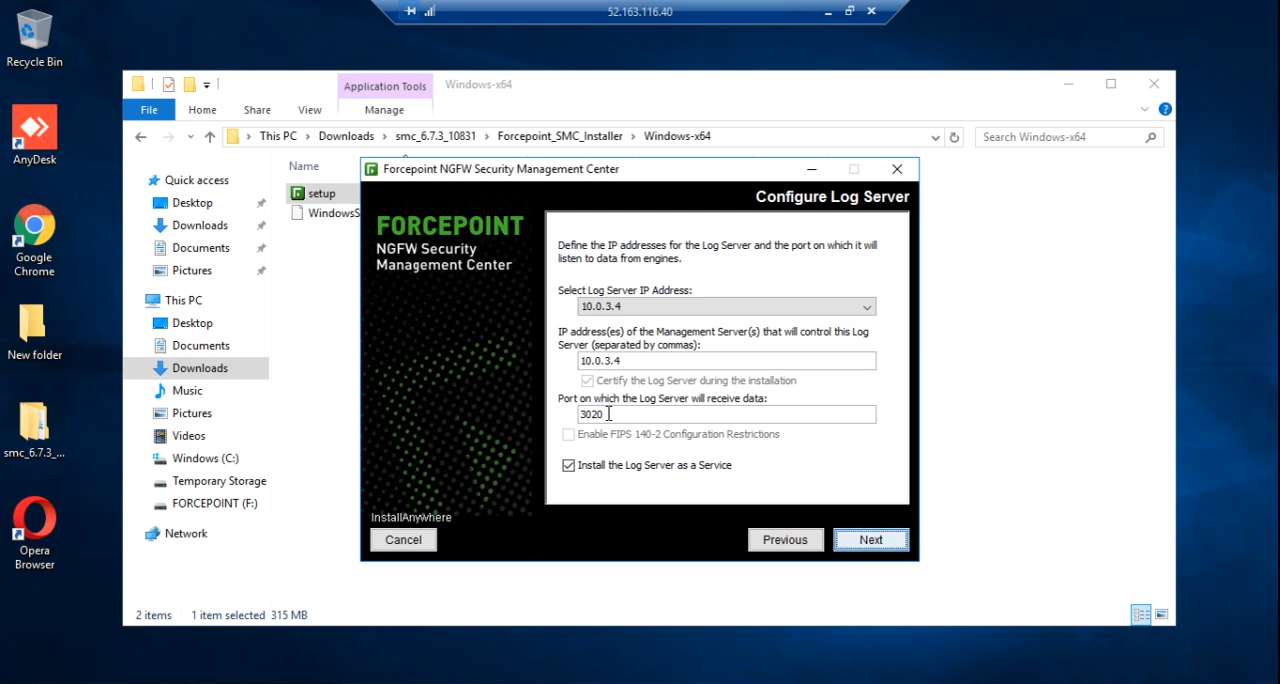 52.163.116.40
Recycle Bin
AnyDesk
Google
Chrome
New folder
smc_6.7.3_...
Opera
Browser
Application Tools
Windows-x64
File
Home
Share
View
Manage
This PC
Downloads
smc_6.7.3_10831
Forcepoint_SMC_Installer
Windows-x64
Search Windows-x64
Quick access
Desktop
Downloads
Documents
Pictures
This PC
Desktop
Documents
Downloads
Music
Pictures
Videos
Windows (C:)
Temporary Storage
FORCEPOINT (F:)
Network
Name
setup
WindowsS
2 items
1 item selected 315 MB
Forcepoint NGFW Security Management Center
Configure Log Server
FORCEPOINT
NGFW Security
Management Center
Define the IP addresses for the Log Server and the port on which it will
listen to data from engines.
Select Log Server IP Address:
10.0.3.4
IP address(es) of the Management Server(s) that will control this Log
Server (separated by commas):
10.0.3.4
Certify the Log Server during the installation
Port on which the Log Server will receive data:
3020
Enable FIPS 140-2 Configuration Restrictions
Install the Log Server as a Service
InstallAnywhere
Cancel
Previous
Next